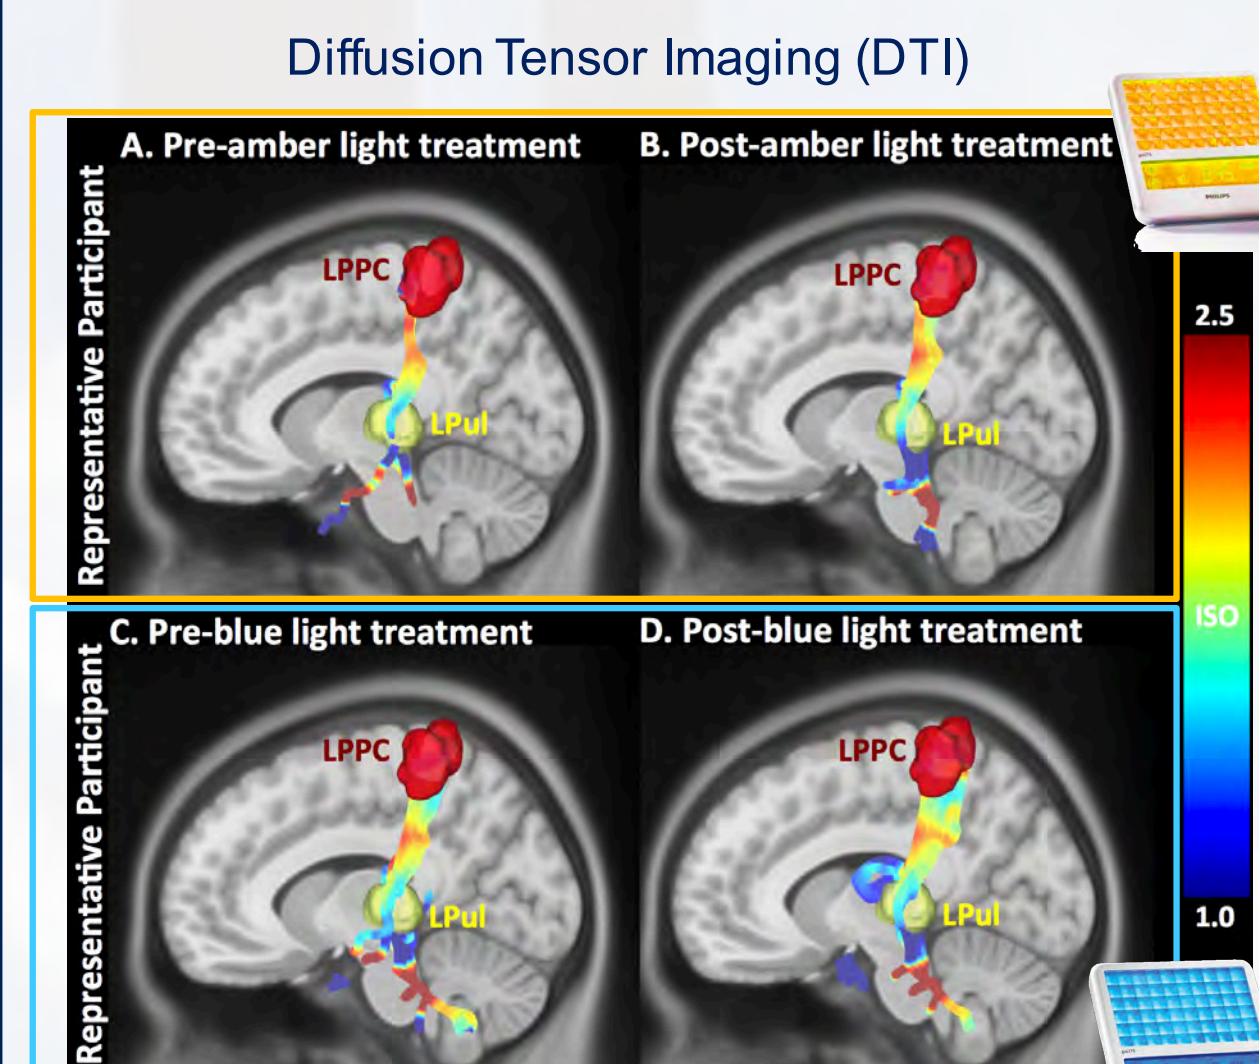 Diffusion Tensor Imaging (DTI)
A. Pre-amber light treatment
B. Post-amber light treatment
Representative Participant
LPPC
LPul
LPPC
LPul
PHILIPS
2.5
ISO
1.0
C. Pre-blue light treatment
D. Post-blue light treatment
Representative Participant
LPPC
LPul
LPPC
LPul